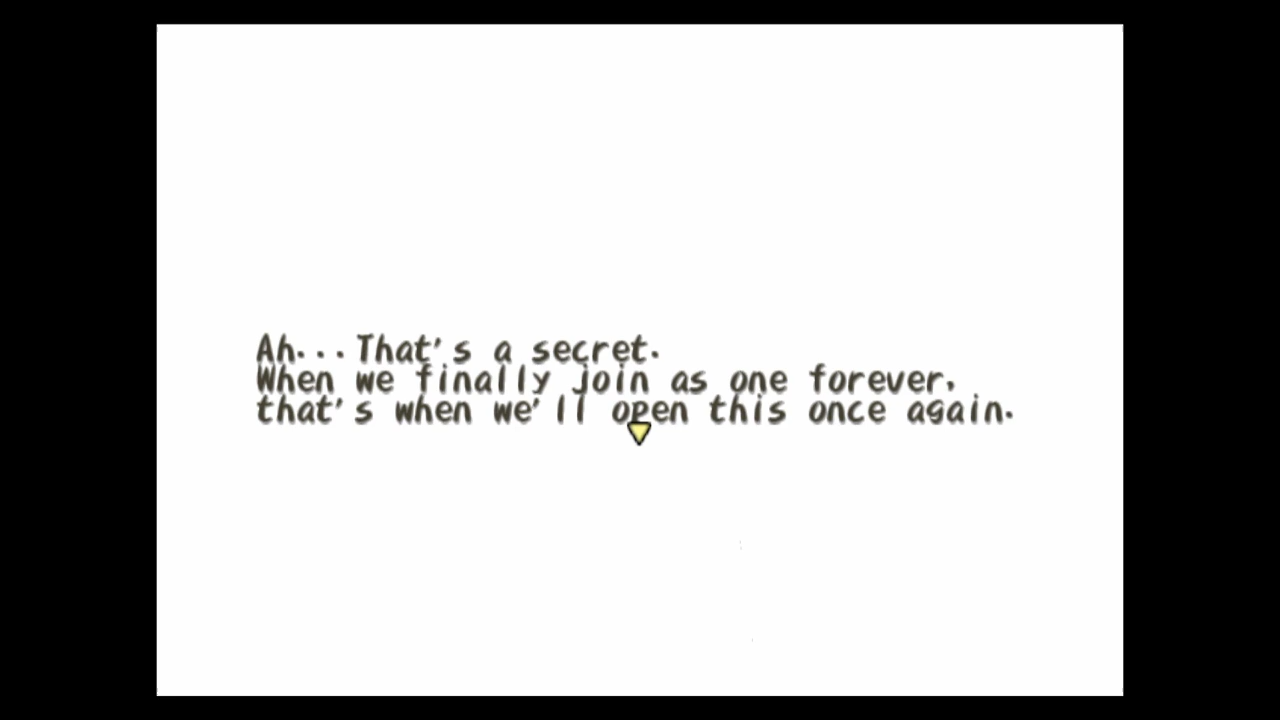 Ah...That's a secret.
When we finally join as one forever,
that's when we'll open this once again.